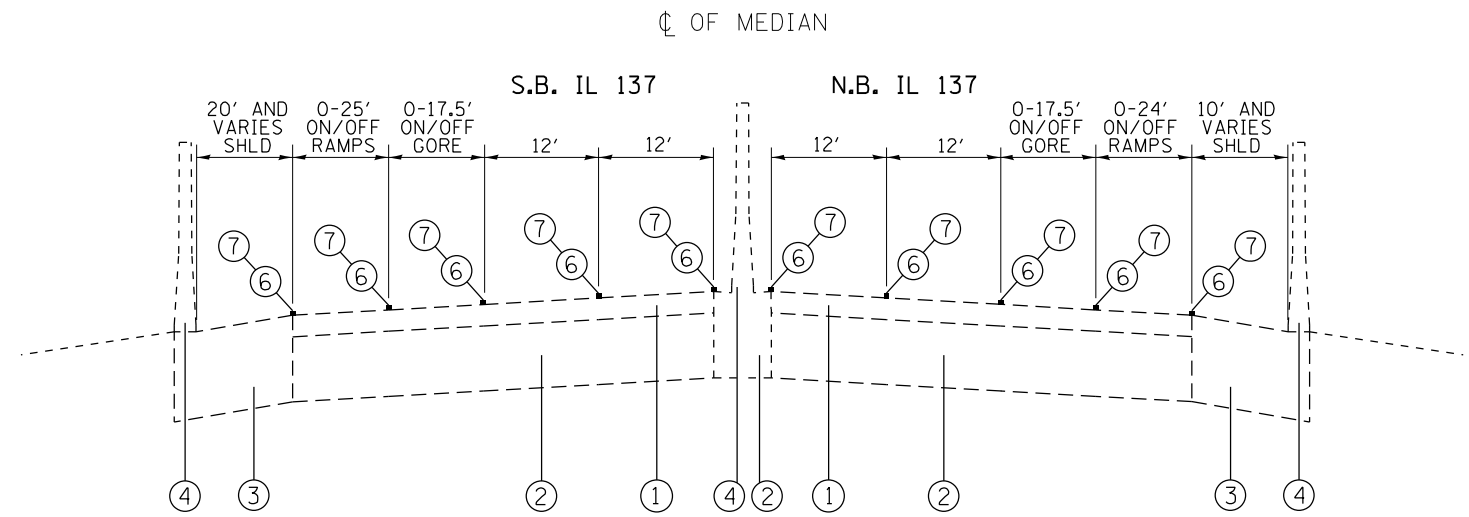 ℄ OF MEDIAN
S.B. IL 137
N.B. IL 137
20' AND
VARIES
SHLD
0-25'
ON/OFF
RAMPS
0-17.5'
ON/OFF
GORE
12'
12'
12'
12'
0-17.5'
ON/OFF
GORE
0-24'
ON/OFF
RAMPS
10' AND
VARIES
SHLD
7
7
7
7
7
7
7
7
7
7
6
6
6
6
6
6
6
6
6
6
4
3
2
1
4
2
1
2
3
4